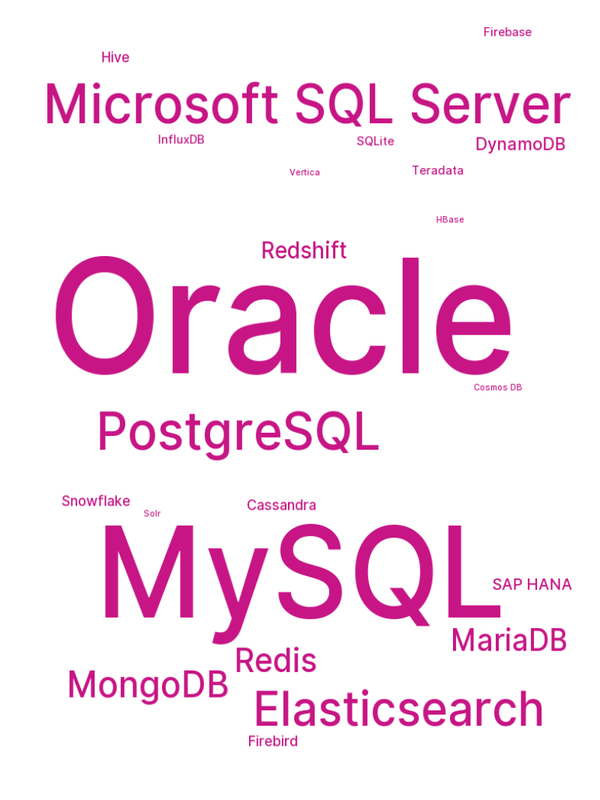 Firebase
Hive
Microsoft SQL Server
InfluxDB
SQLite
DynamoDB
Vertica
Teradata
HBase
Redshift
Oracle
Cosmos DB
PostgreSQL
Snowflake
Solr
Cassandra
MySQL
SAP HANA
MariaDB
Redis
MongoDB
Elasticsearch
Firebird